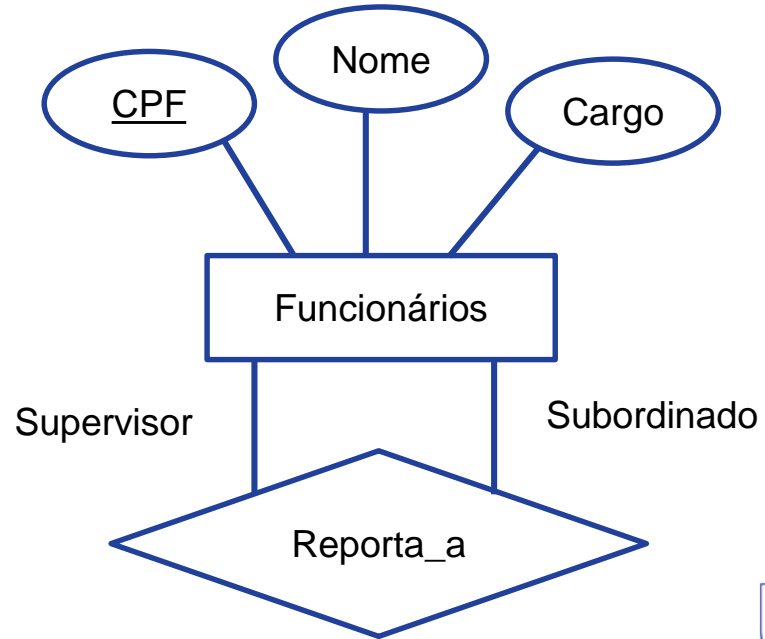 Nome
CPF
Cargo
Funcionários
Supervisor
Subordinado
Reporta_a